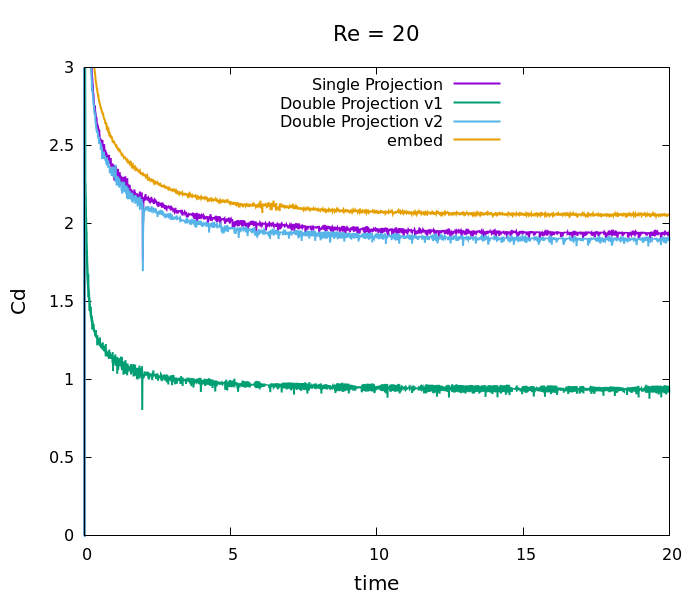 Re = 20
Single Projection
Double Projection v1
Double Projection v2
embed
3
2.5
2
1.5
1
0.5
0
Cd
0 5 10 15 20
time